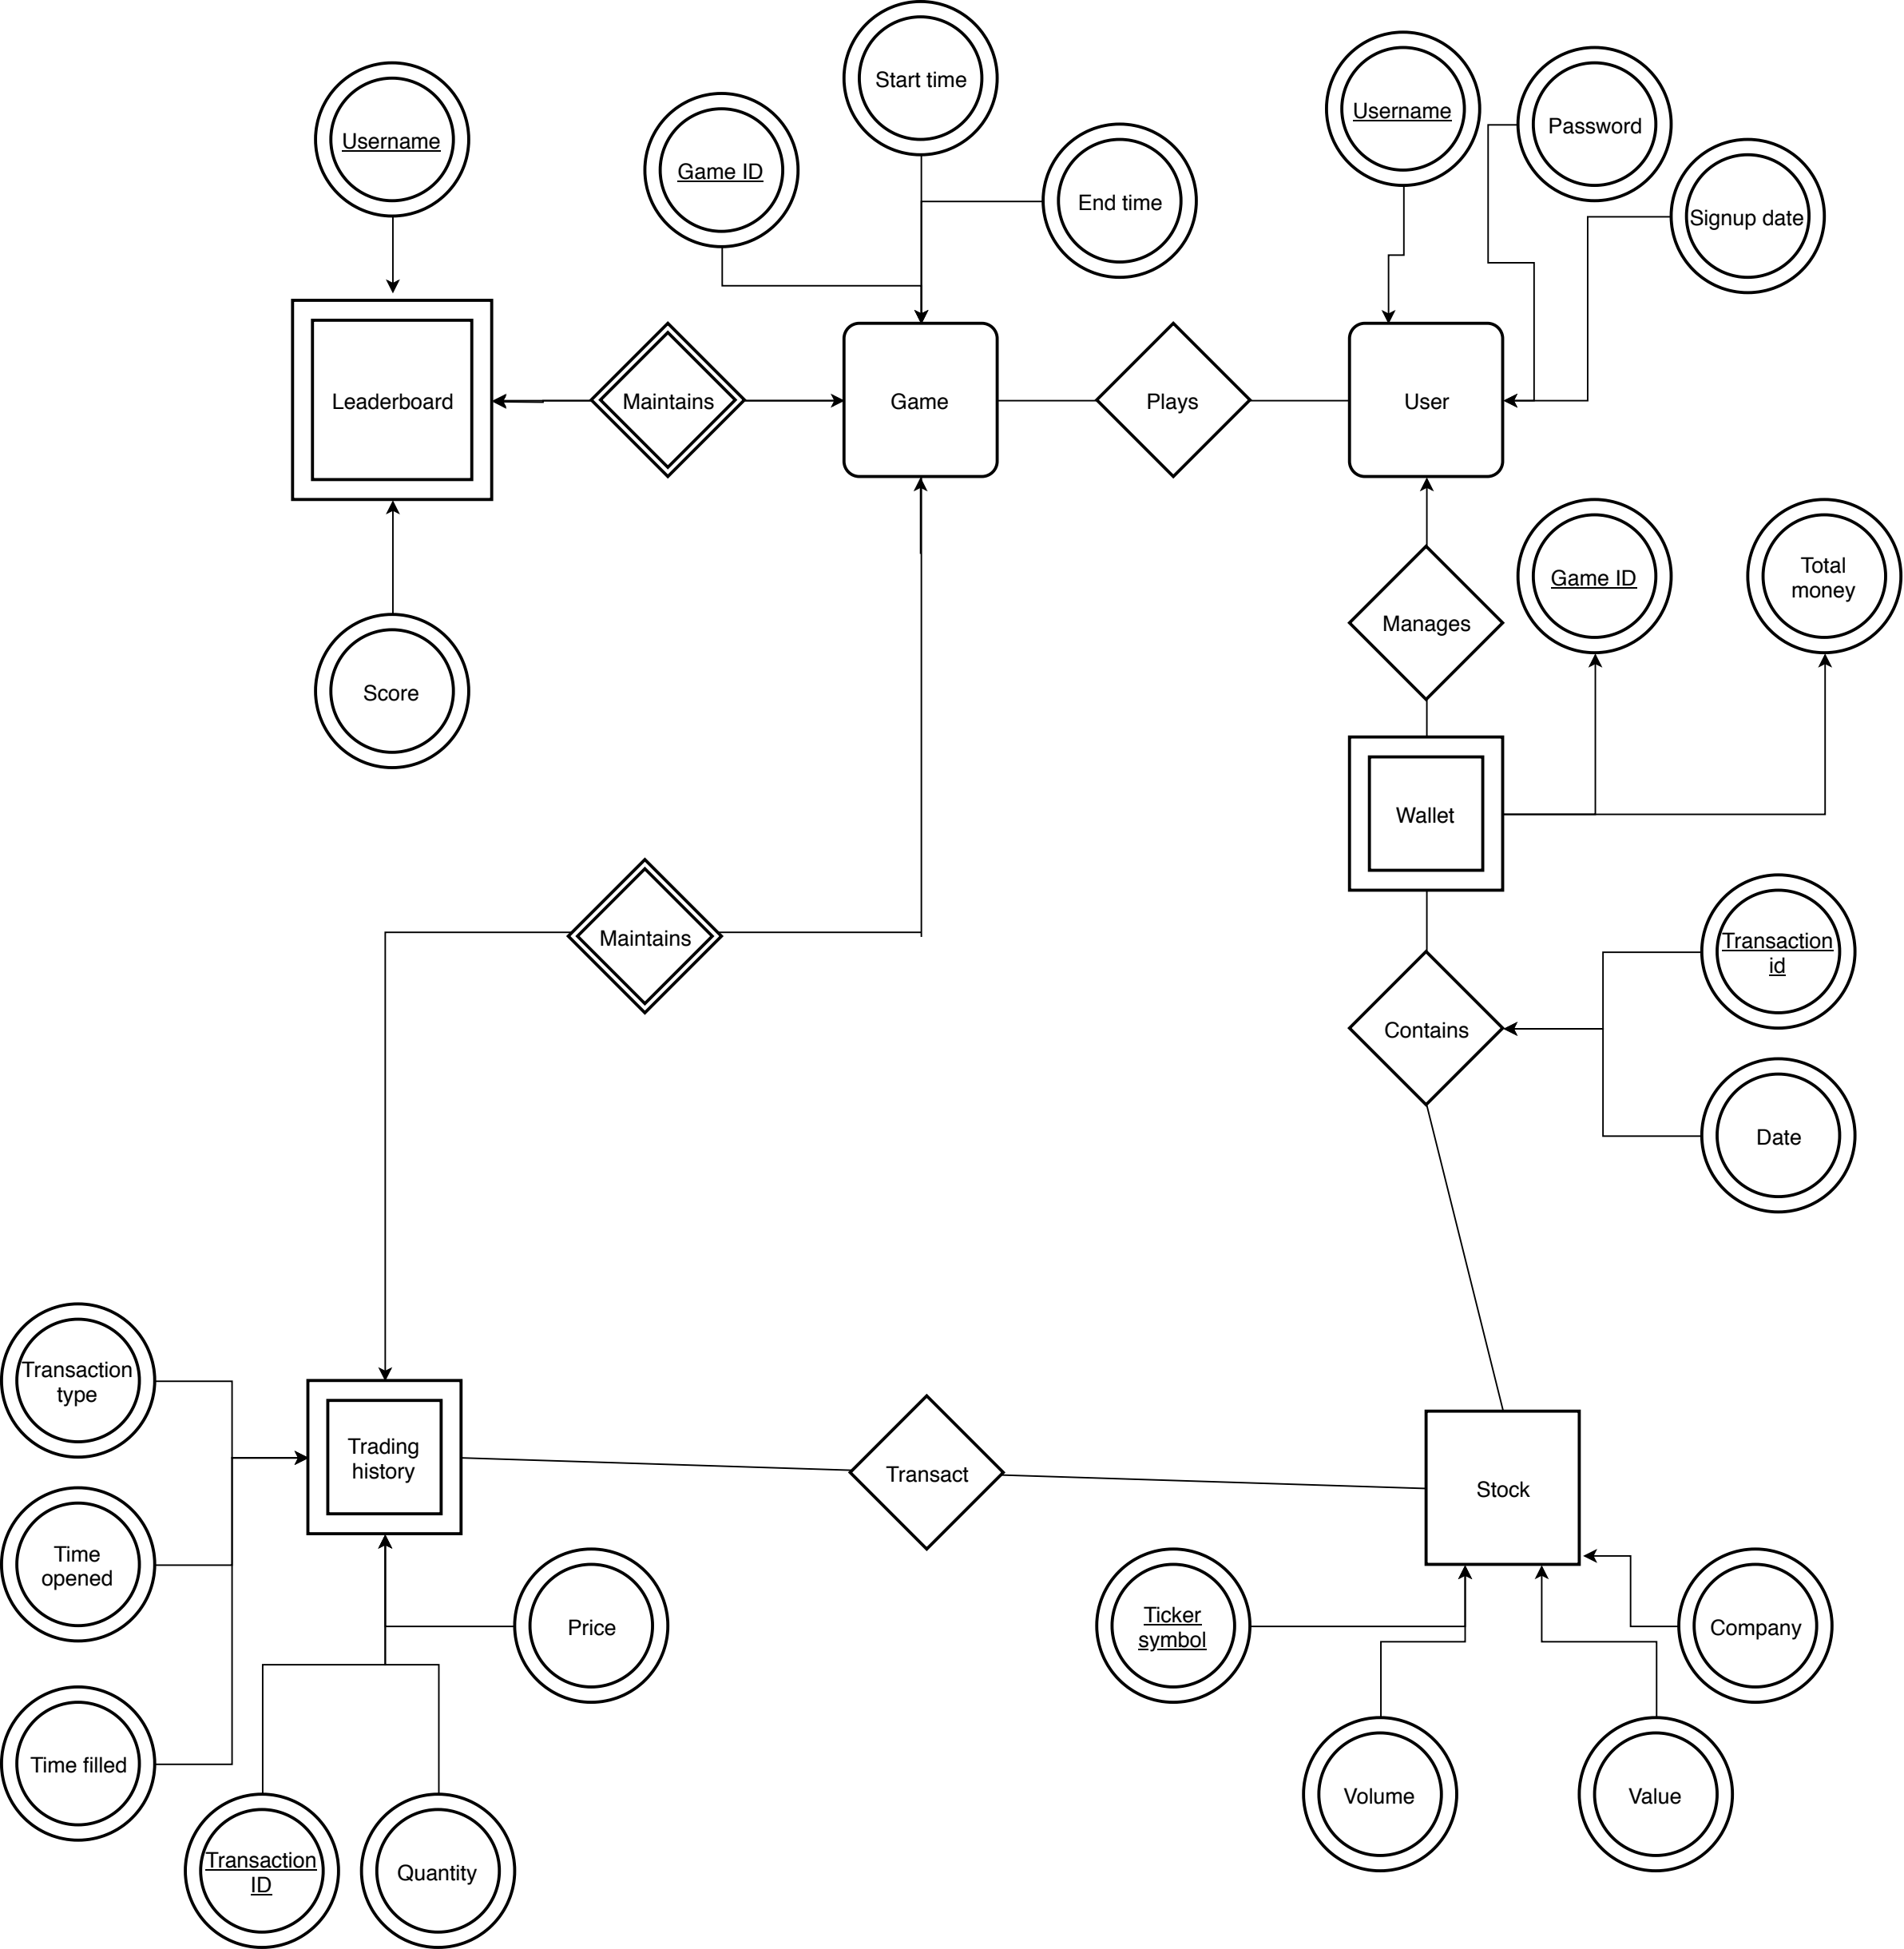 Start time
Username
Password
Username
Game ID
End time
Signup date
Leaderboard
Maintains
Game
Plays
User
Game ID
Total
money
Manages
Score
Wallet
Maintains
Transaction
id
Contains
Date
Transaction
type
Trading
history
Transact
Stock
Time
opened
Price
Ticker
symbol
Company
Time filled
Volume
Value
Transaction
ID
Quantity